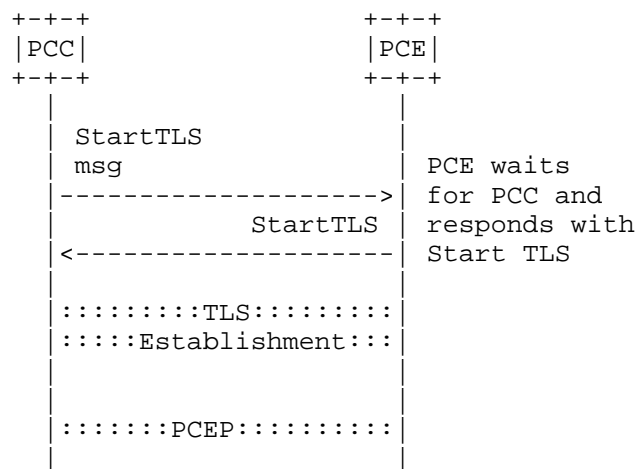 +-+-+ +-+-+
|PCC| |PCE|
+-+-+ +-+-+
| |
| StartTLS |
| msg | PCE waits
|-------------------->| for PCC and
| StartTLS | responds with
|<--------------------| Start TLS
| |
|:::::::::TLS:::::::::|
|:::::Establishment:::|
| |
| |
|:::::::PCEP::::::::::|
| |